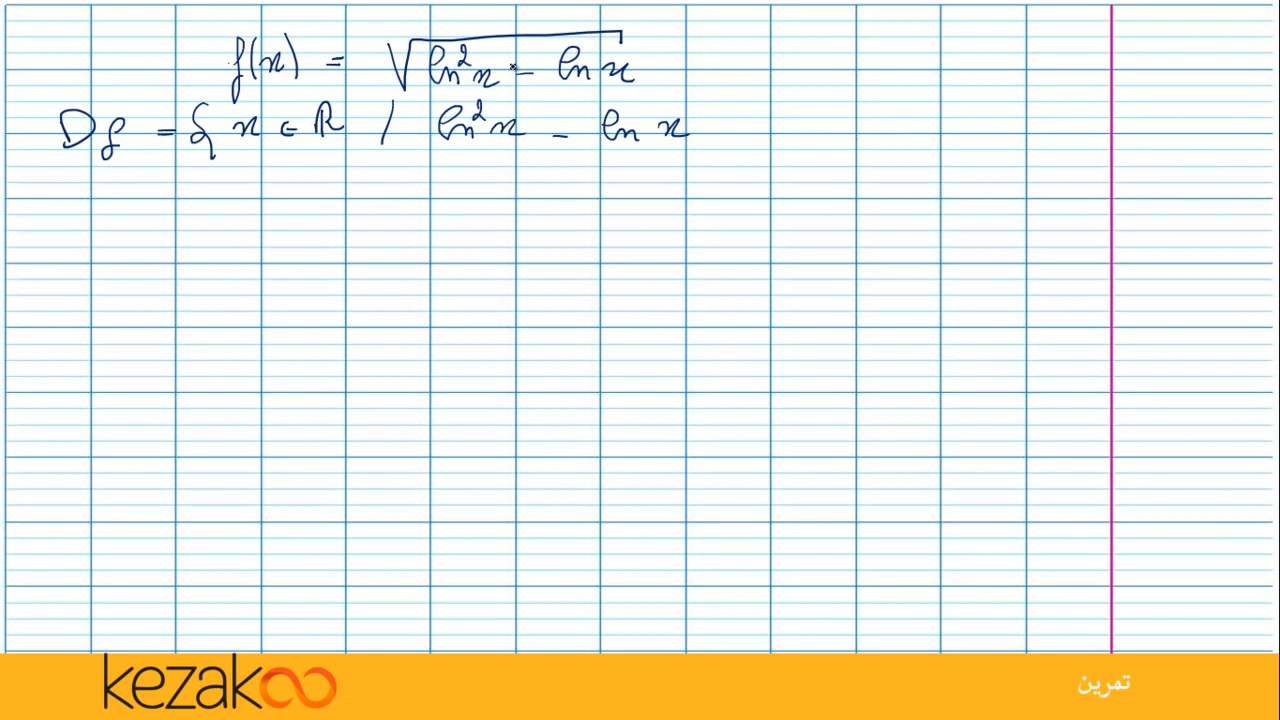 f(x) = √(ln²x - ln x)
Df = { x ∈ ℝ / ln²x - ln x
kezakoo
تمرين